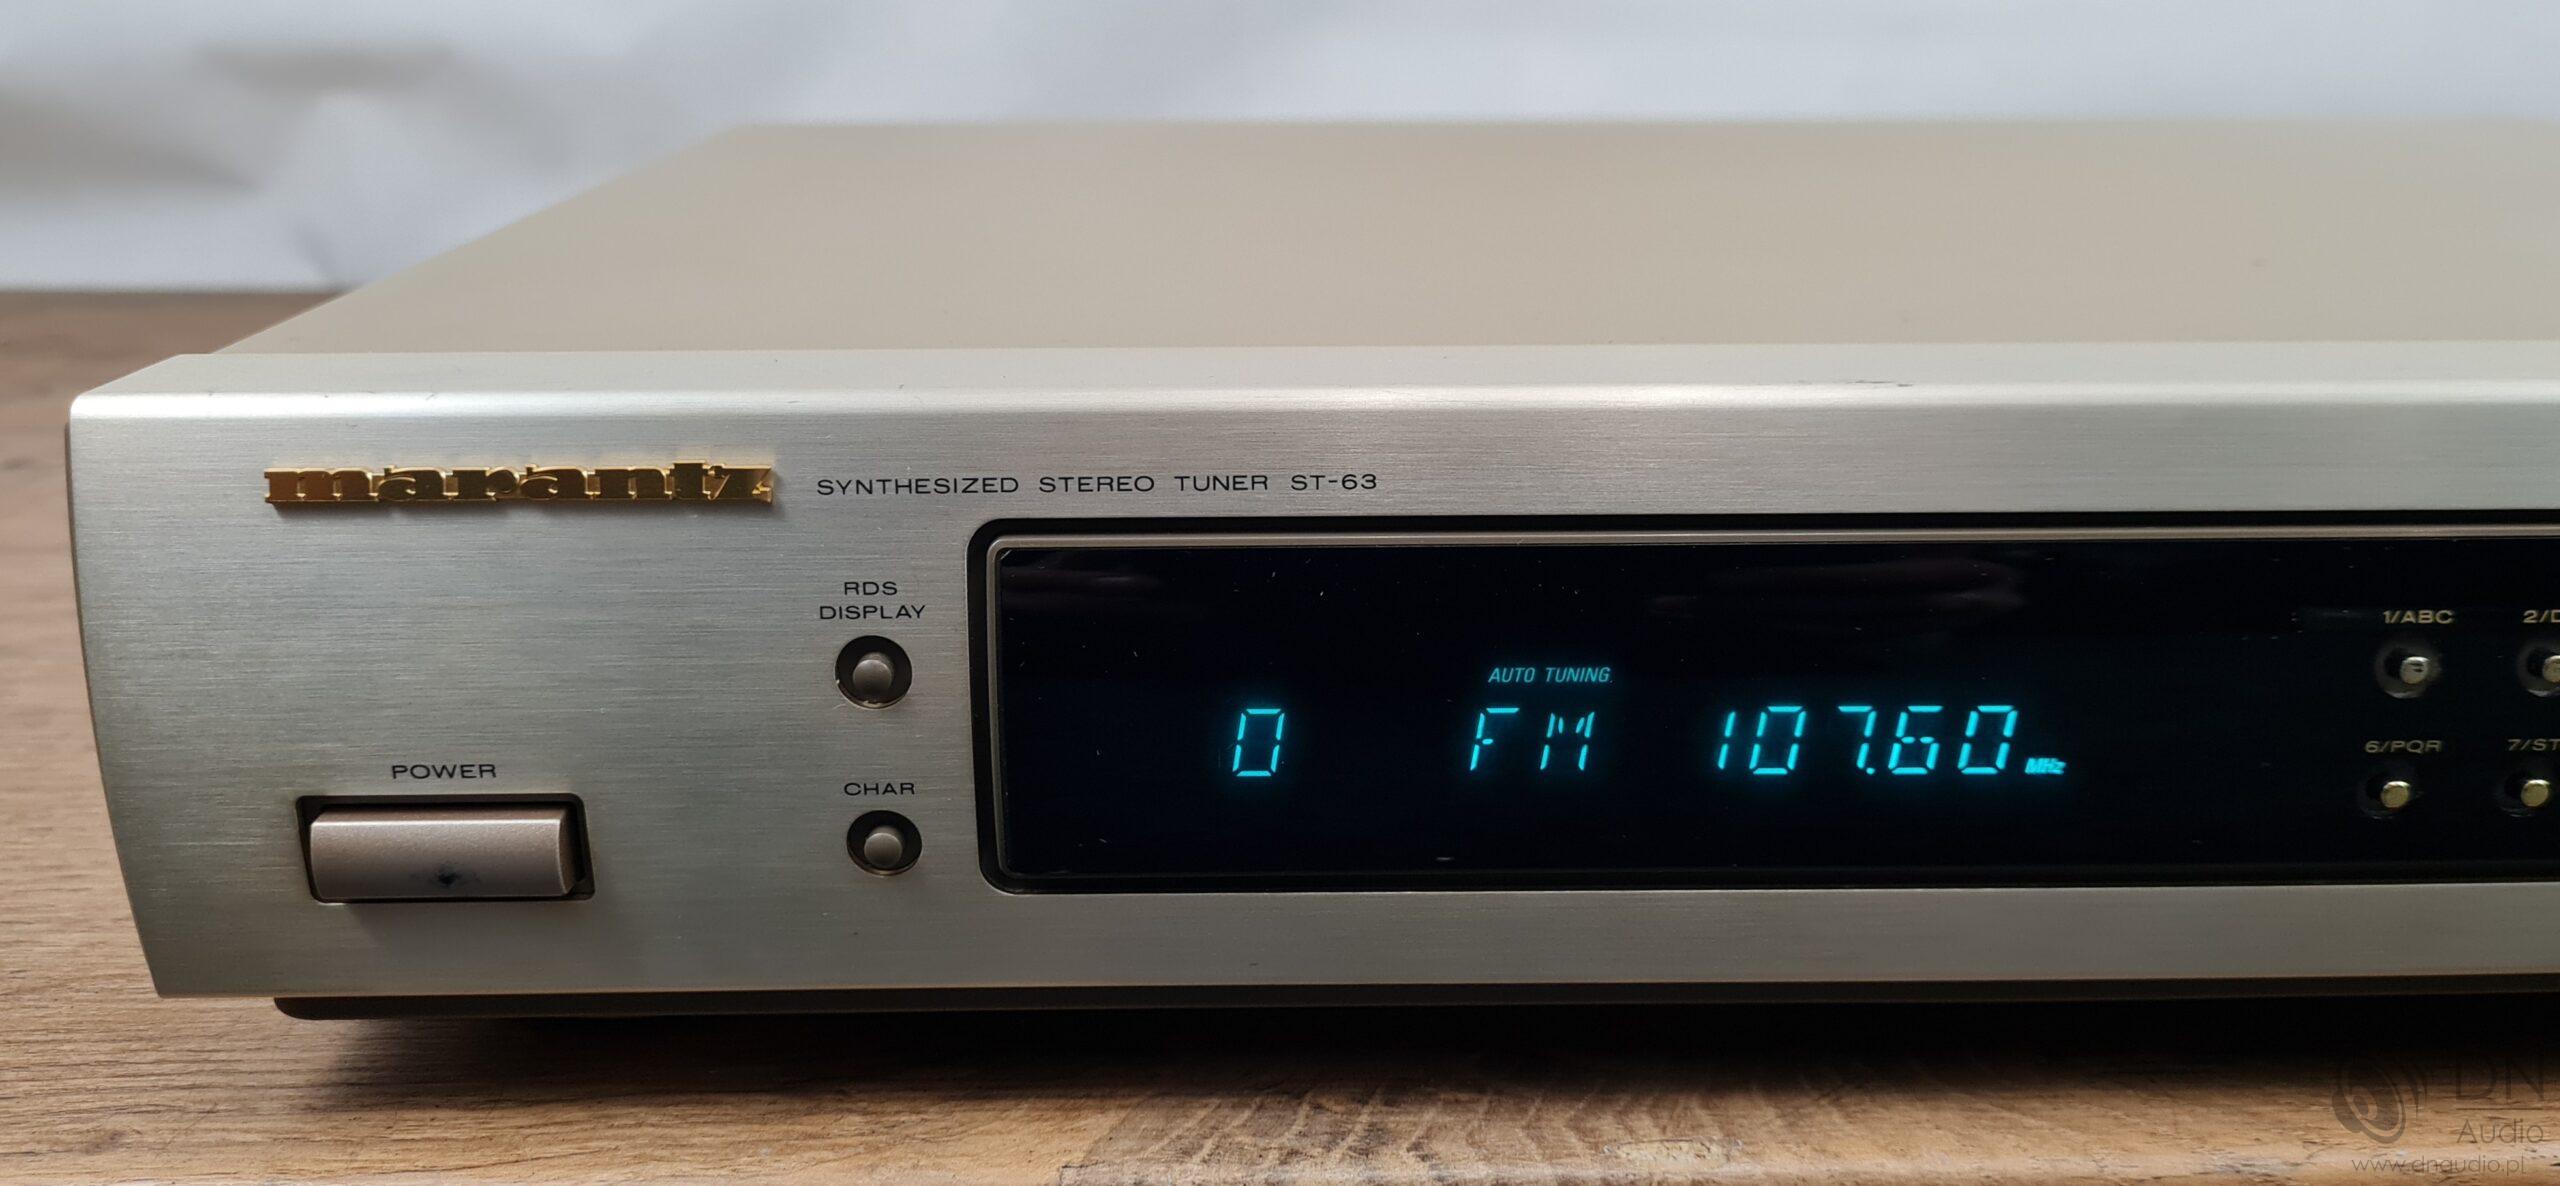 marantz SYNTHESIZED STEREO TUNER ST-63
RDS
DISPLAY
AUTO TUNING
1/ABC
0 FM 107.60 MHz
6/PQR
POWER
CHAR
DN
Audio
www.dnaudio.pl